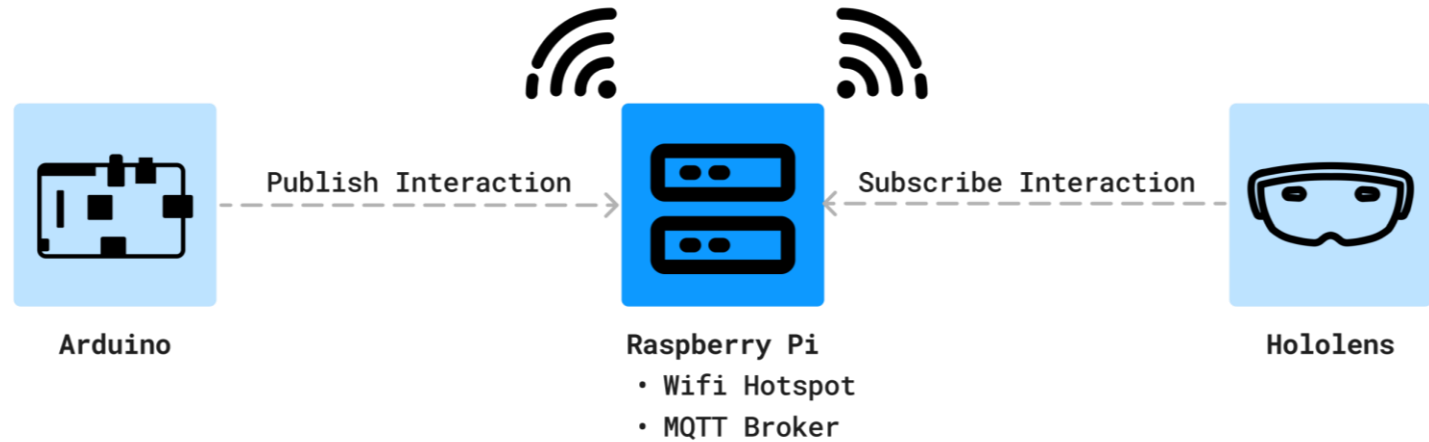 Publish Interaction
Subscribe Interaction
Arduino
Raspberry Pi
• Wifi Hotspot
• MQTT Broker
Hololens